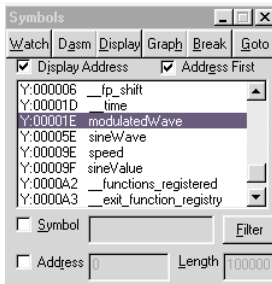 Symbols
Watch Dasm Display Graph Break Goto
Display Address Address First
Y:000006 __fp_shift
Y:00001D __time
Y:00001E modulatedWave
Y:00005E sineWave
Y:00009E speed
Y:00009F sineValue
Y:0000A2 __functions_registered
Y:0000A3 __exit_function_registry
Symbol Filter
Address 0 Length 100000